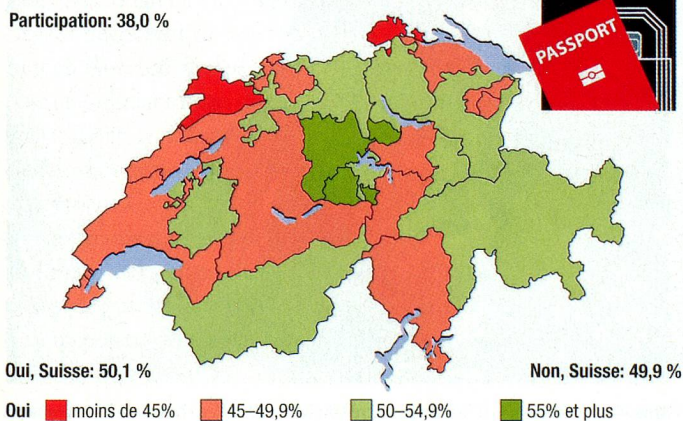 Participation: 38,0 %
PASSPORT
Oui, Suisse: 50,1 %
Non, Suisse: 49,9 %
Oui
moins de 45%
45–49,9%
50–54,9%
55% et plus